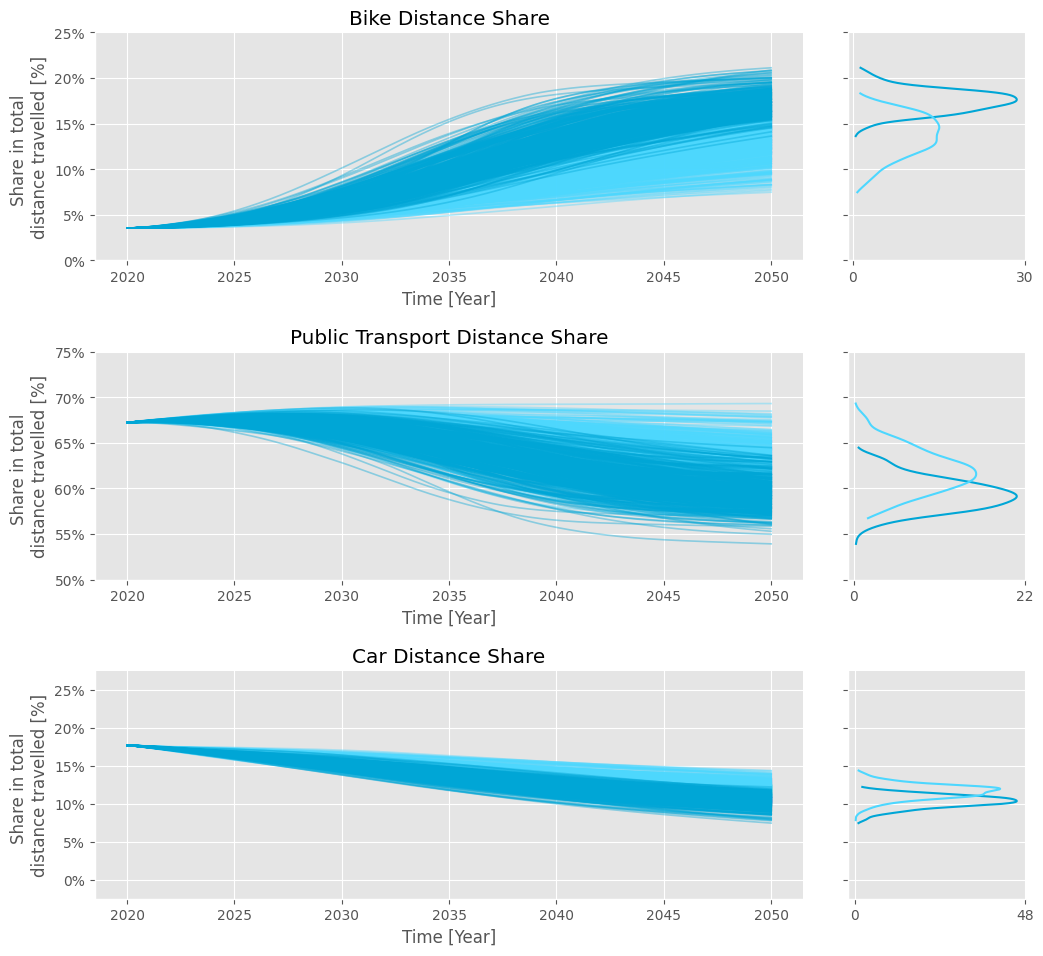 Bike Distance Share
Share in total
distance travelled [%]
25%
20%
15%
10%
5%
0%
2020 2025 2030 2035 2040 2045 2050
Time [Year]
0 30
Public Transport Distance Share
Share in total
distance travelled [%]
75%
70%
65%
60%
55%
50%
2020 2025 2030 2035 2040 2045 2050
Time [Year]
0 22
Car Distance Share
Share in total
distance travelled [%]
25%
20%
15%
10%
5%
0%
2020 2025 2030 2035 2040 2045 2050
Time [Year]
0 48